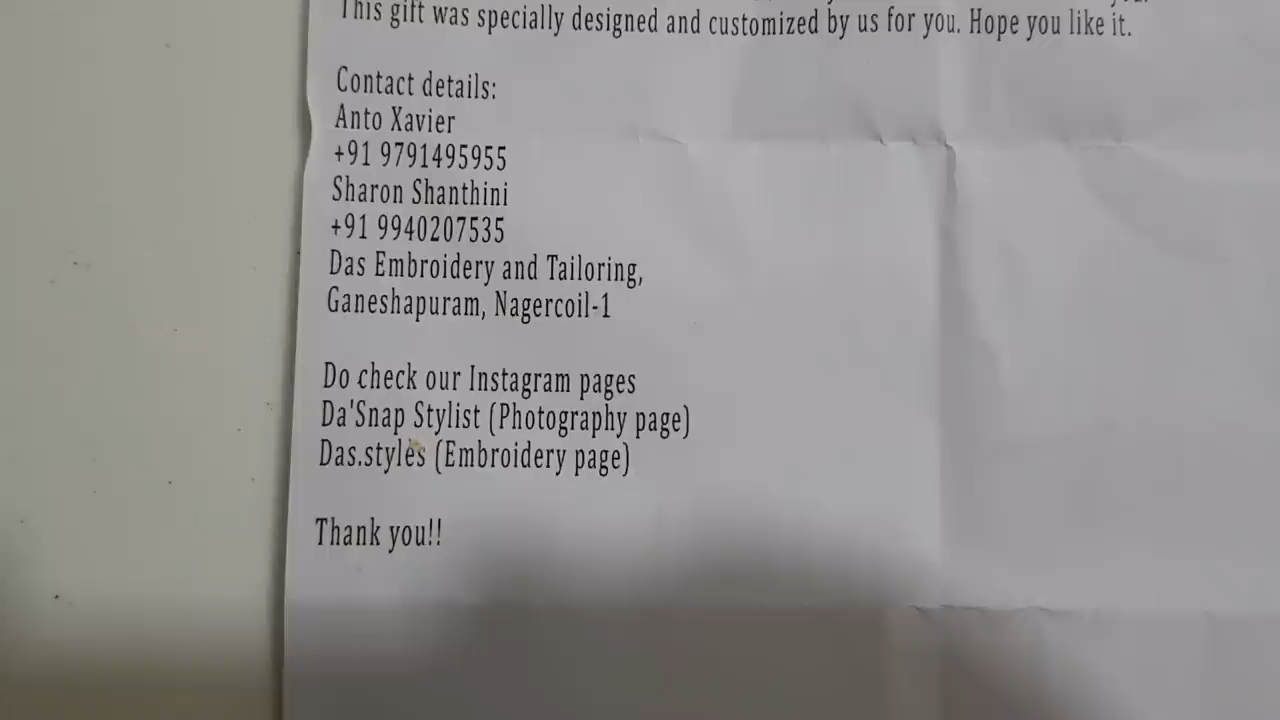 This gift was specially designed and customized by us for you. Hope you like it.
Contact details:
Anto Xavier
+91 9791495955
Sharon Shanthini
+91 9940207535
Das Embroidery and Tailoring,
Ganeshapuram, Nagercoil-1
Do check our Instagram pages
Da'Snap Stylist (Photography page)
Das.styles (Embroidery page)
Thank you!!